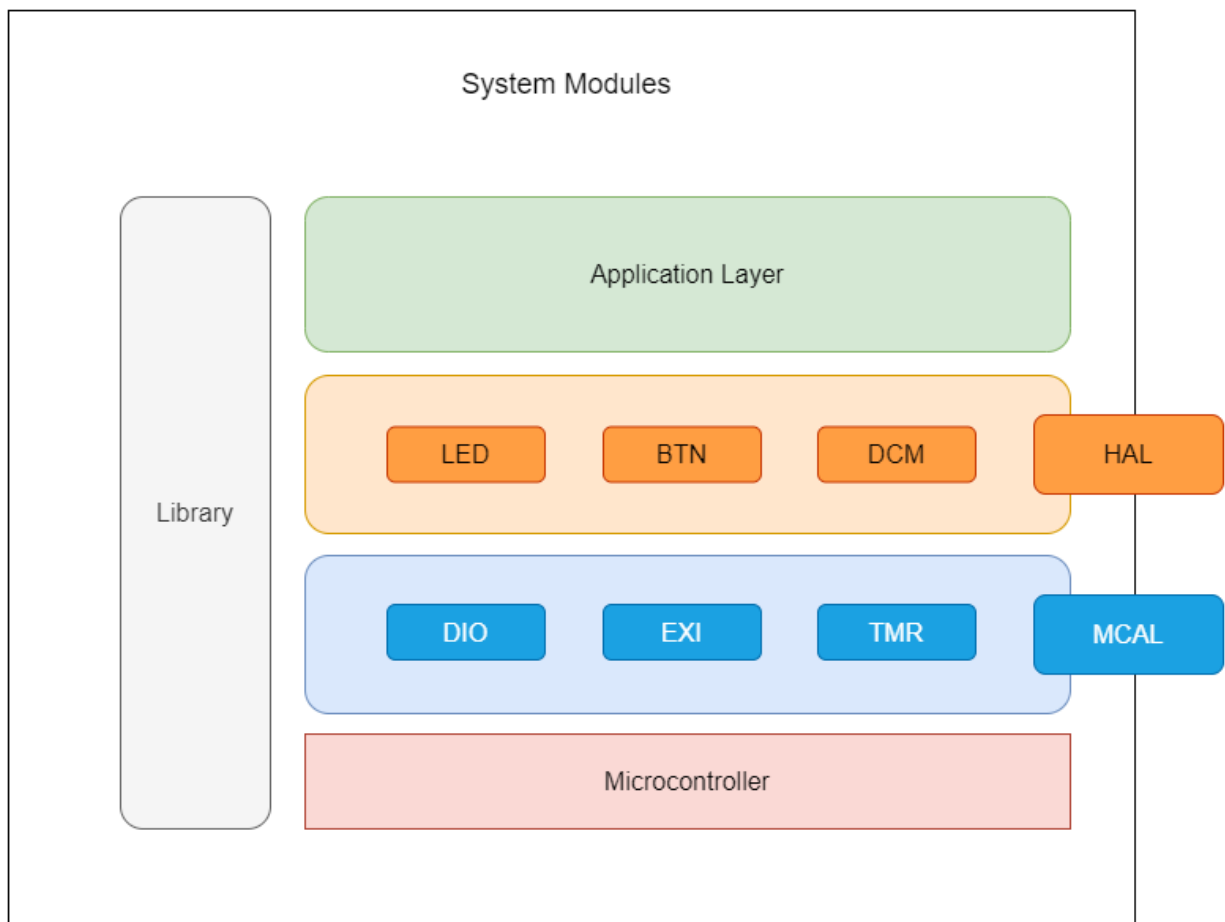 System Modules
Application Layer
LED
BTN
DCM
HAL
Library
DIO
EXI
TMR
MCAL
Microcontroller